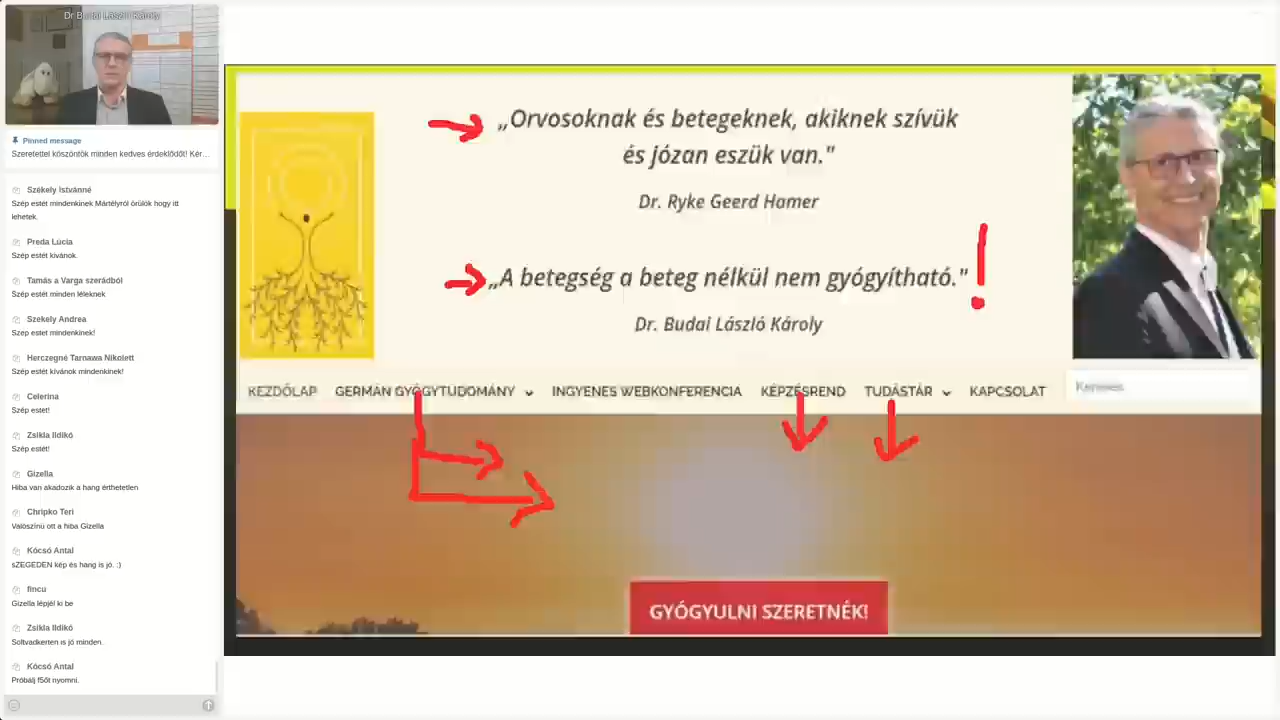 Dr Budai László Károly
Pinned message
Szeretettel köszöntök minden kedves érdeklődőt! Kér...
Székely Istvánné
Szép estét mindenkinek Mártélyról örülök hogy itt
lehetek.
Preda Lucia
Szép estét kívánok.
Tamás a Varga szerádból
Szép estét minden léleknek
Szekely Andrea
Szep estét mindenkinek!
Herczegné Tarnawa Nikolett
Szép estét kívánok mindenkinek!
Celerina
Szép estét!
Zsikla Ildikó
Szép estét!
Gizella
Hiba van akadozik a hang érthetetlen
Chripko Teri
Valószínű ott a hiba Gizella
Kócsó Antal
sZEGEDEN kép és hang is jó. :)
fincu
Gizella lépjél ki be
Zsikla Ildikó
Soltvadkerten is jó minden.
Kócsó Antal
Próbálj f5öt nyomni.
„Orvosoknak és betegeknek, akiknek szívük
és józan eszük van."
Dr. Ryke Geerd Hamer
„A betegség a beteg nélkül nem gyógyítható." !
Dr. Budai László Károly
KEZDŐLAP GERMÁN GYÓGYTUDOMÁNY INGYENES WEBKONFERENCIA KÉPZÉSREND TUDÁSTÁR KAPCSOLAT Keresés
GYÓGYULNI SZERETNÉK!